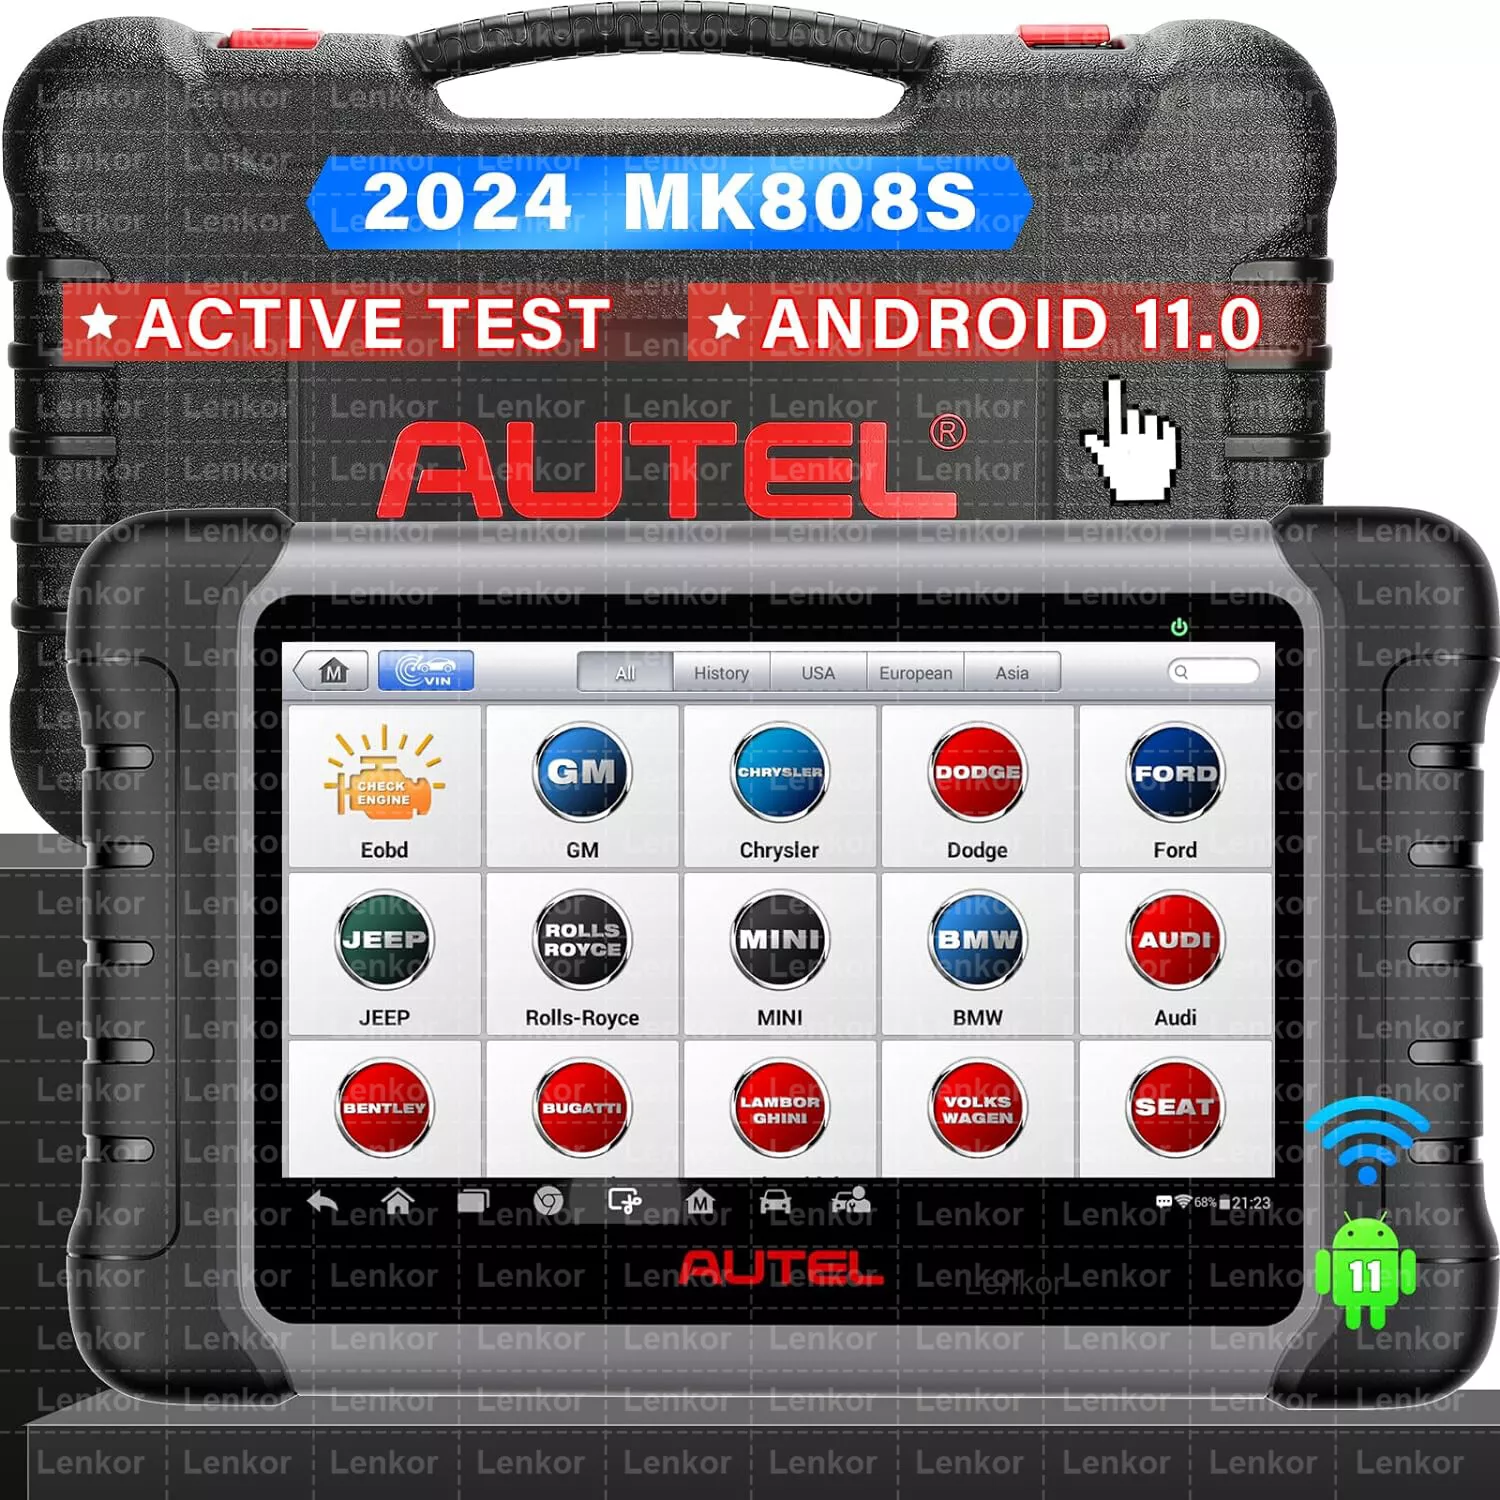 2024 MK808S
★ ACTIVE TEST
★ ANDROID 11.0
AUTEL®
M
VIN
All
History
USA
European
Asia
CHECK
ENGINE
Eobd
GM
GM
CHRYSLER
Chrysler
DODGE
Dodge
FORD
Ford
JEEP
JEEP
ROLLS
ROYCE
Rolls-Royce
MINI
MINI
BMW
BMW
AUDI
Audi
BENTLEY
BUGATTI
LAMBOR
GHINI
VOLKS
WAGEN
SEAT
M
68%
21:23
AUTEL
11
Lenkor